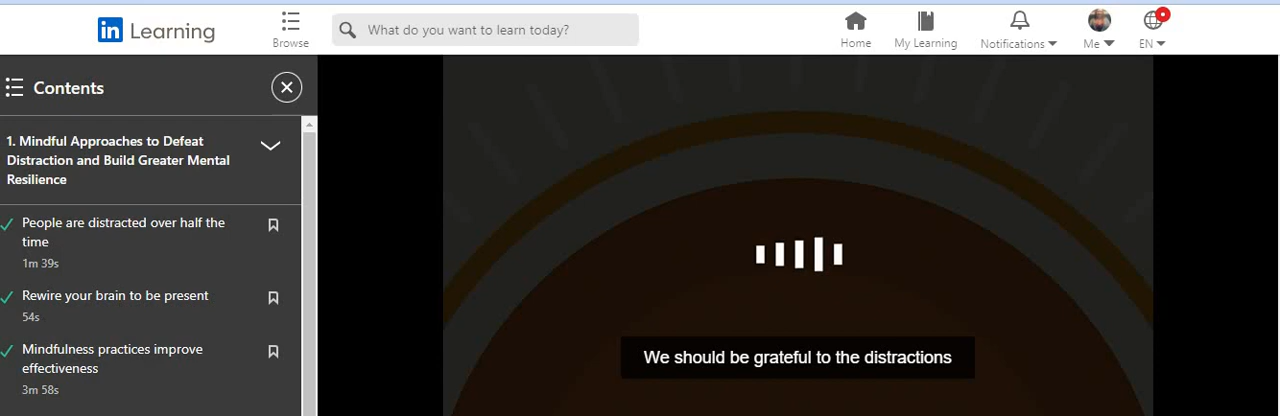 in Learning
Browse
What do you want to learn today?
Home
My Learning
Notifications
Me
EN
Contents
1. Mindful Approaches to Defeat
Distraction and Build Greater Mental
Resilience
People are distracted over half the
time
1m 39s
Rewire your brain to be present
54s
Mindfulness practices improve
effectiveness
3m 58s
We should be grateful to the distractions